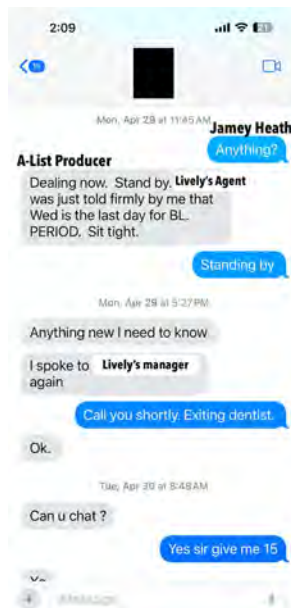 2:09
Mon, Apr 29 at 11:45 AM
Jamey Heath
Anything?
A-List Producer
Dealing now. Stand by. Lively's Agent
was just told firmly by me that
Wed is the last day for BL.
PERIOD. Sit tight.
Standing by
Mon, Apr 29 at 5:27 PM
Anything new I need to know
I spoke to Lively's manager
again
Call you shortly. Exiting dentist.
Ok.
Tue, Apr 30 at 8:48 AM
Can u chat ?
Yes sir give me 15